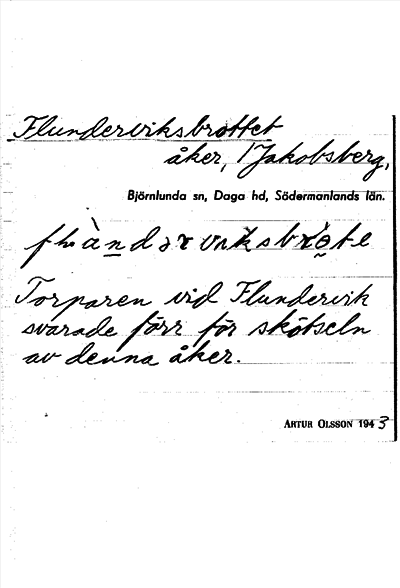 Flunderviksbrottet
åker, / Jakobsberg,
Björnlunda sn, Daga hd, Södermanlands län.
Torparen vid Flundervik
svarade förr för skötseln
av denna åker.
ARTUR OLSSON 1943